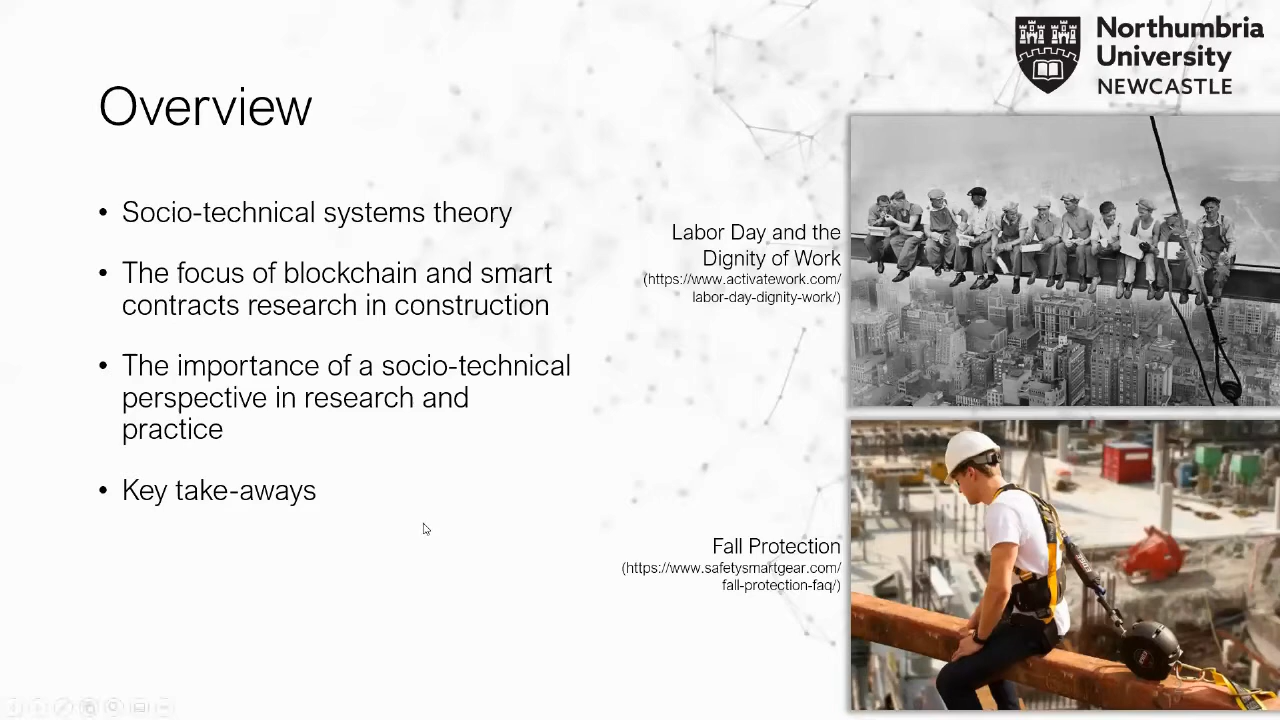 Northumbria
University
NEWCASTLE
Overview
• Socio-technical systems theory
• The focus of blockchain and smart
contracts research in construction
• The importance of a socio-technical
perspective in research and
practice
• Key take-aways
Labor Day and the
Dignity of Work
(https://www.activatework.com/
labor-day-dignity-work/)
Fall Protection
(https://www.safetysmartgear.com/
fall-protection-faq/)